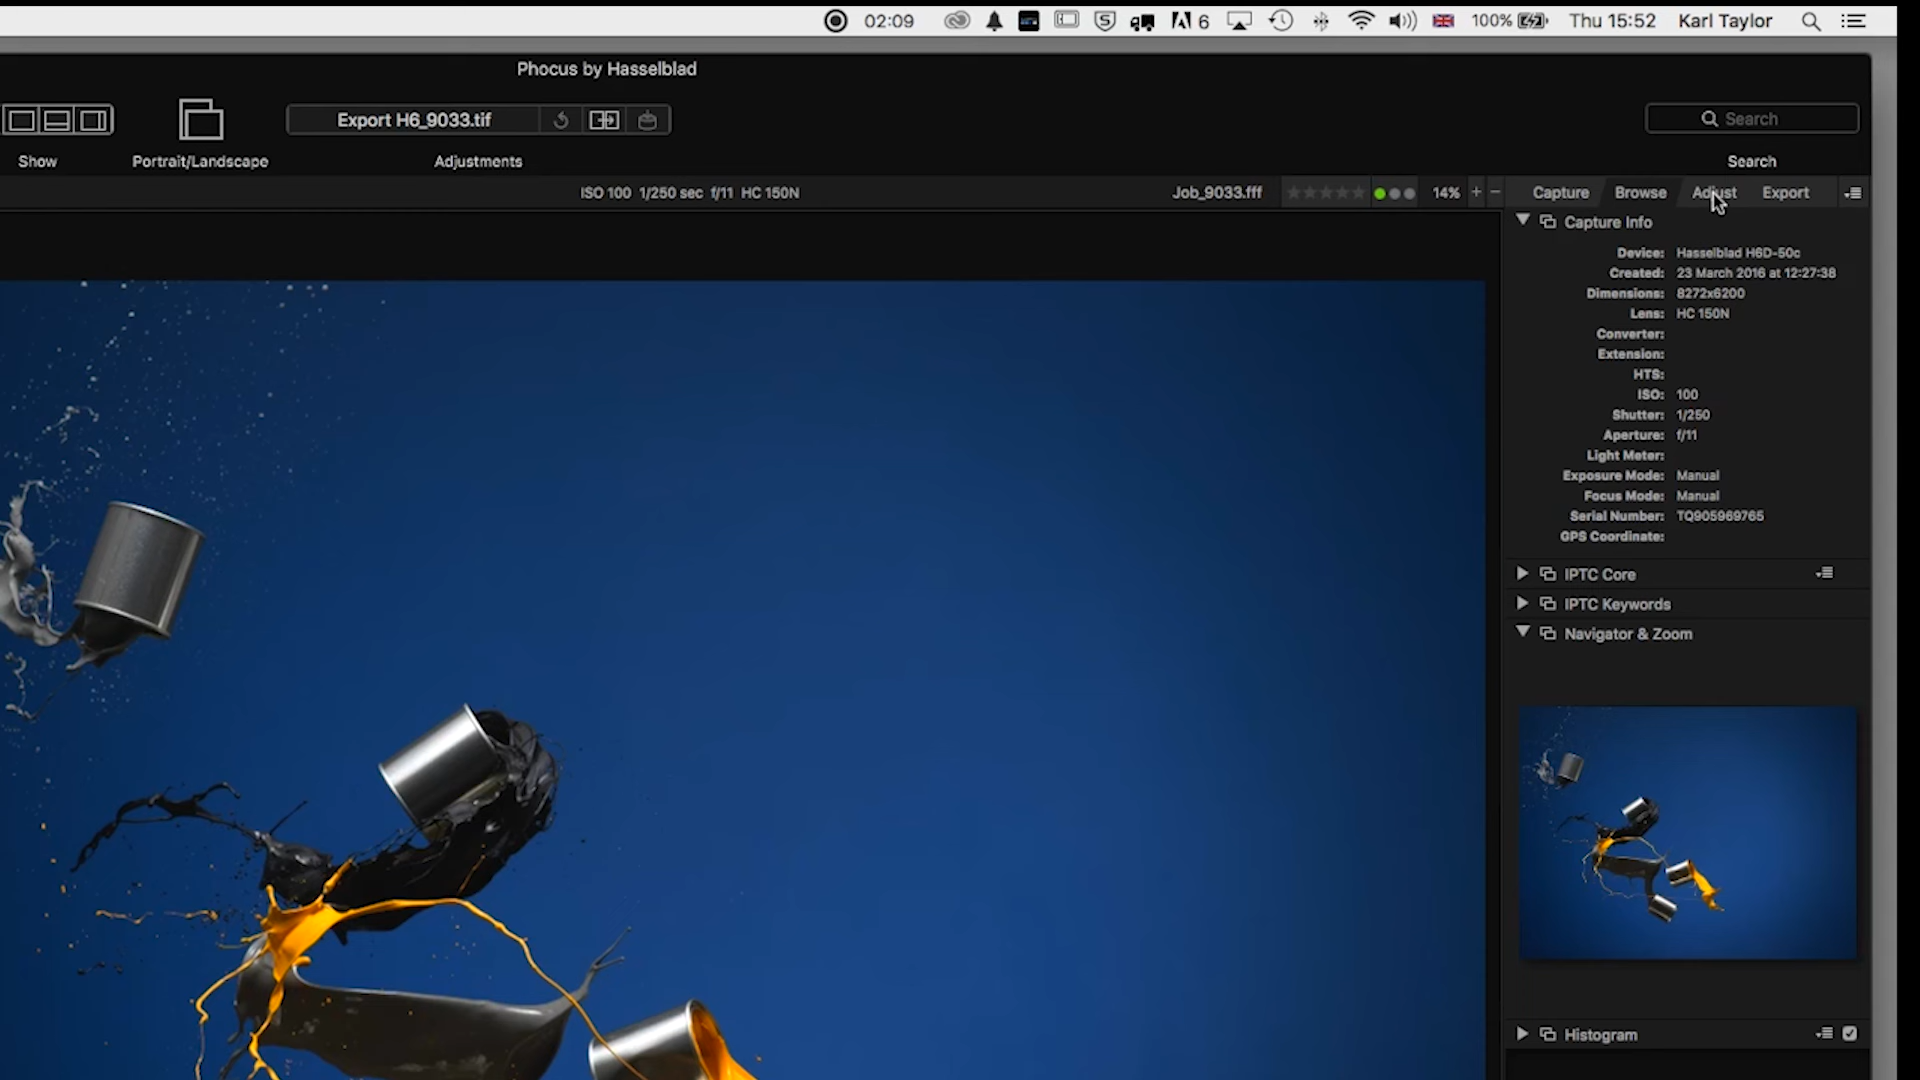 02:09 6 100% Thu 15:52 Karl Taylor
Phocus by Hasselblad
Export H6_9033.tif
Search
Show Portrait/Landscape Adjustments Search
ISO 100 1/250 sec f/11 HC 150N Job_9033.fff 14% + − Capture Browse Adjust Export
Capture Info
Device: Hasselblad H6D-50c
Created: 23 March 2016 at 12:27:38
Dimensions: 8272x6200
Lens: HC 150N
Converter:
Extension:
HTS:
ISO: 100
Shutter: 1/250
Aperture: f/11
Light Meter:
Exposure Mode: Manual
Focus Mode: Manual
Serial Number: TQ905969765
GPS Coordinate:
IPTC Core
IPTC Keywords
Navigator & Zoom
Histogram